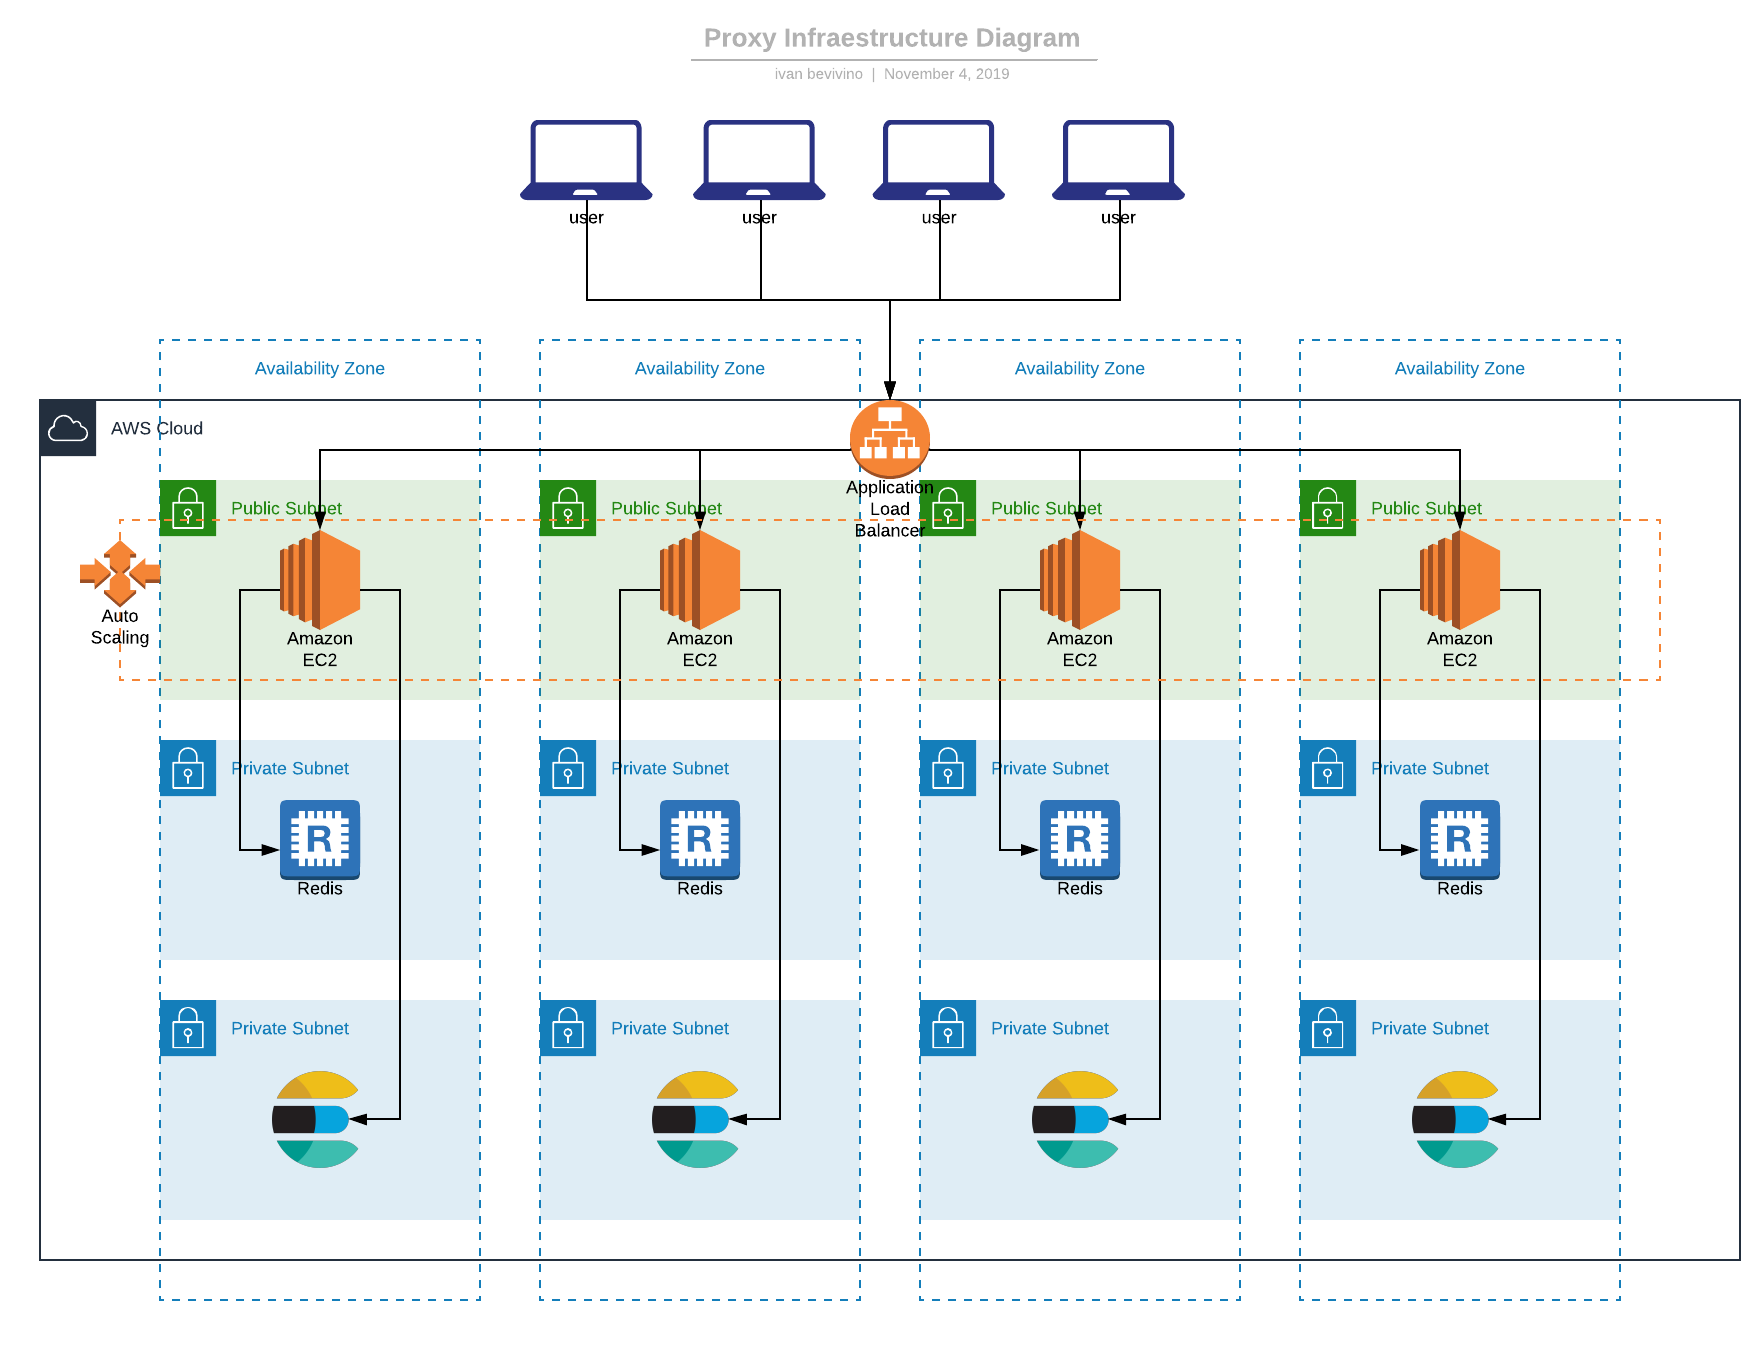 Proxy Infraestructure Diagram
ivan bevivino | November 4, 2019
user
user
user
user
Availability Zone
Availability Zone
Availability Zone
Availability Zone
AWS Cloud
Application
Load
Balancer
Public Subnet
Public Subnet
Public Subnet
Public Subnet
Auto
Scaling
Amazon
EC2
Amazon
EC2
Amazon
EC2
Amazon
EC2
Private Subnet
Private Subnet
Private Subnet
Private Subnet
R
Redis
R
Redis
R
Redis
R
Redis
Private Subnet
Private Subnet
Private Subnet
Private Subnet